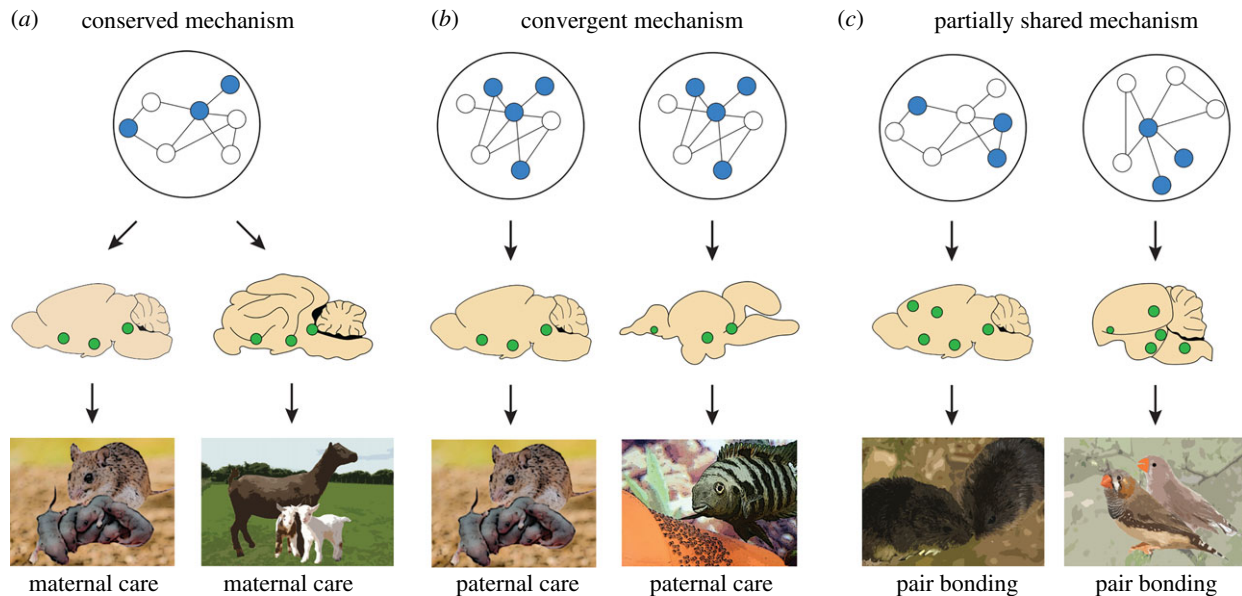 (a) conserved mechanism
(b) convergent mechanism
(c) partially shared mechanism
maternal care
maternal care
paternal care
paternal care
pair bonding
pair bonding